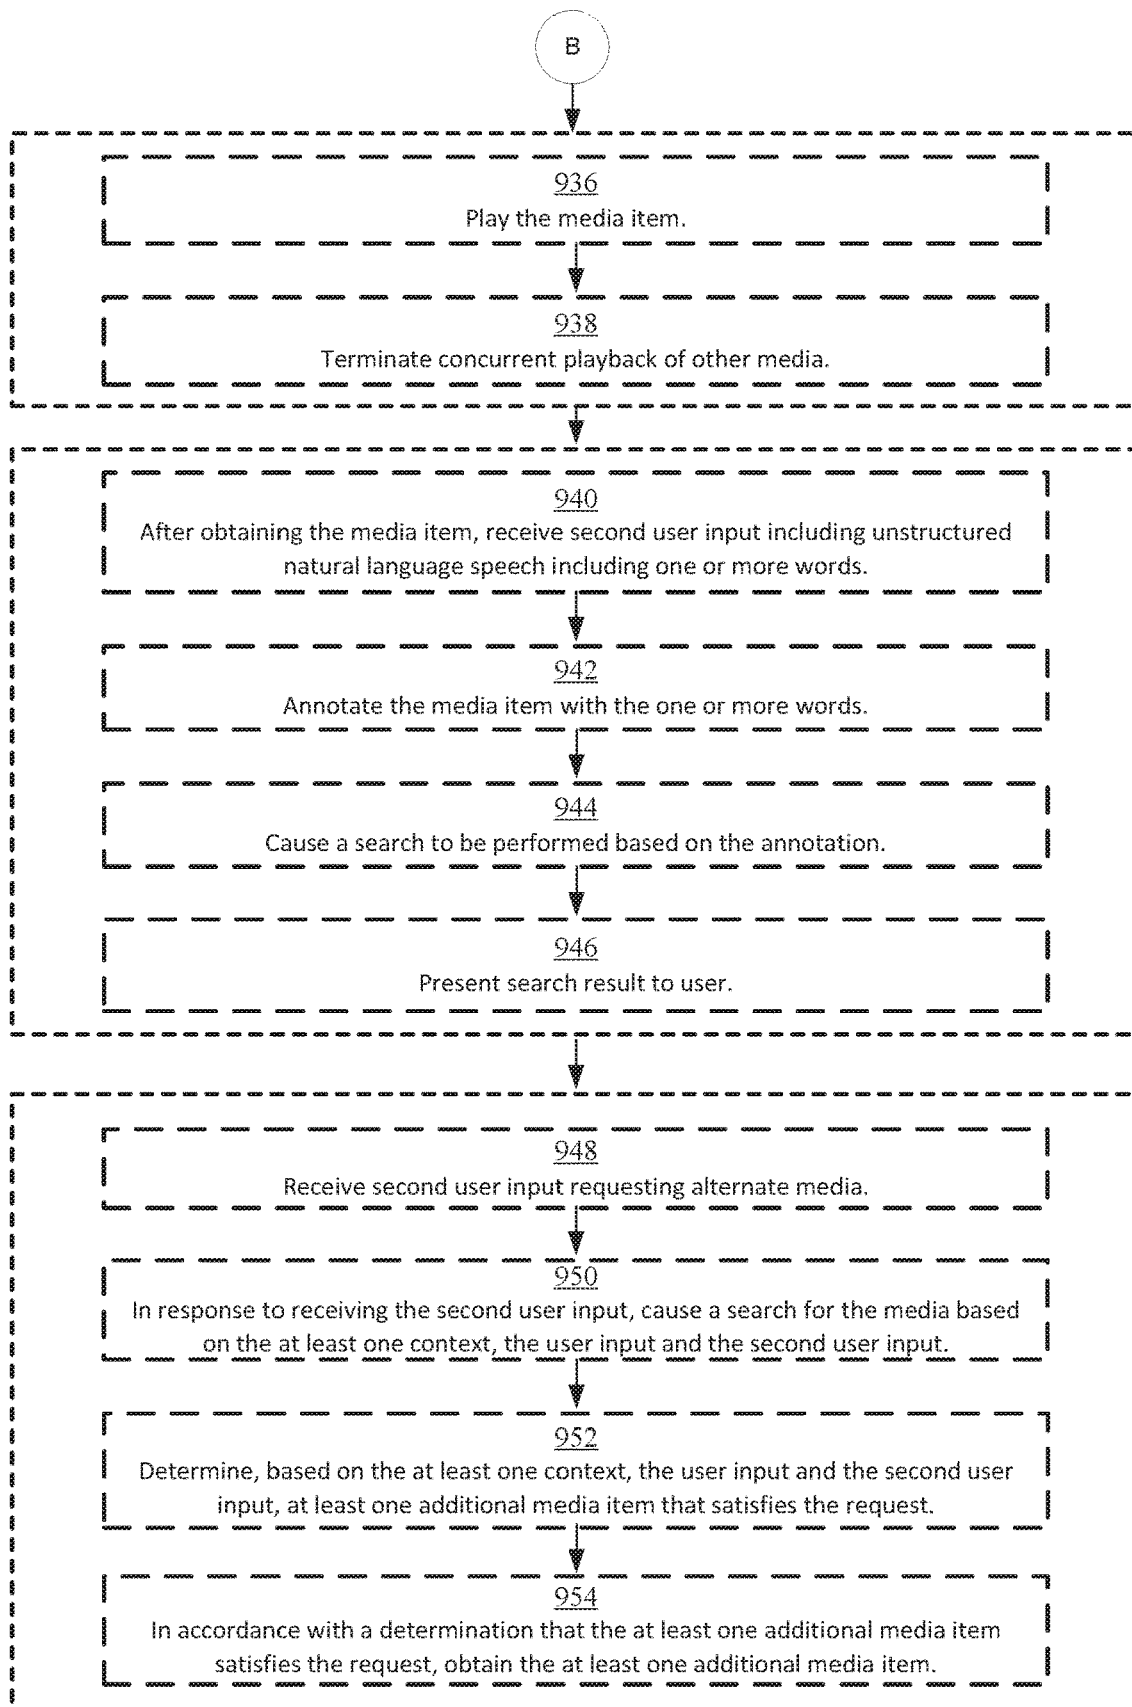 B
936
Play the media item.
938
Terminate concurrent playback of other media.
940
After obtaining the media item, receive second user input including unstructured
natural language speech including one or more words.
942
Annotate the media item with the one or more words.
944
Cause a search to be performed based on the annotation.
946
Present search result to user.
948
Receive second user input requesting alternate media.
950
In response to receiving the second user input, cause a search for the media based
on the at least one context, the user input and the second user input.
952
Determine, based on the at least one context, the user input and the second user
input, at least one additional media item that satisfies the request.
954
In accordance with a determination that the at least one additional media item
satisfies the request, obtain the at least one additional media item.